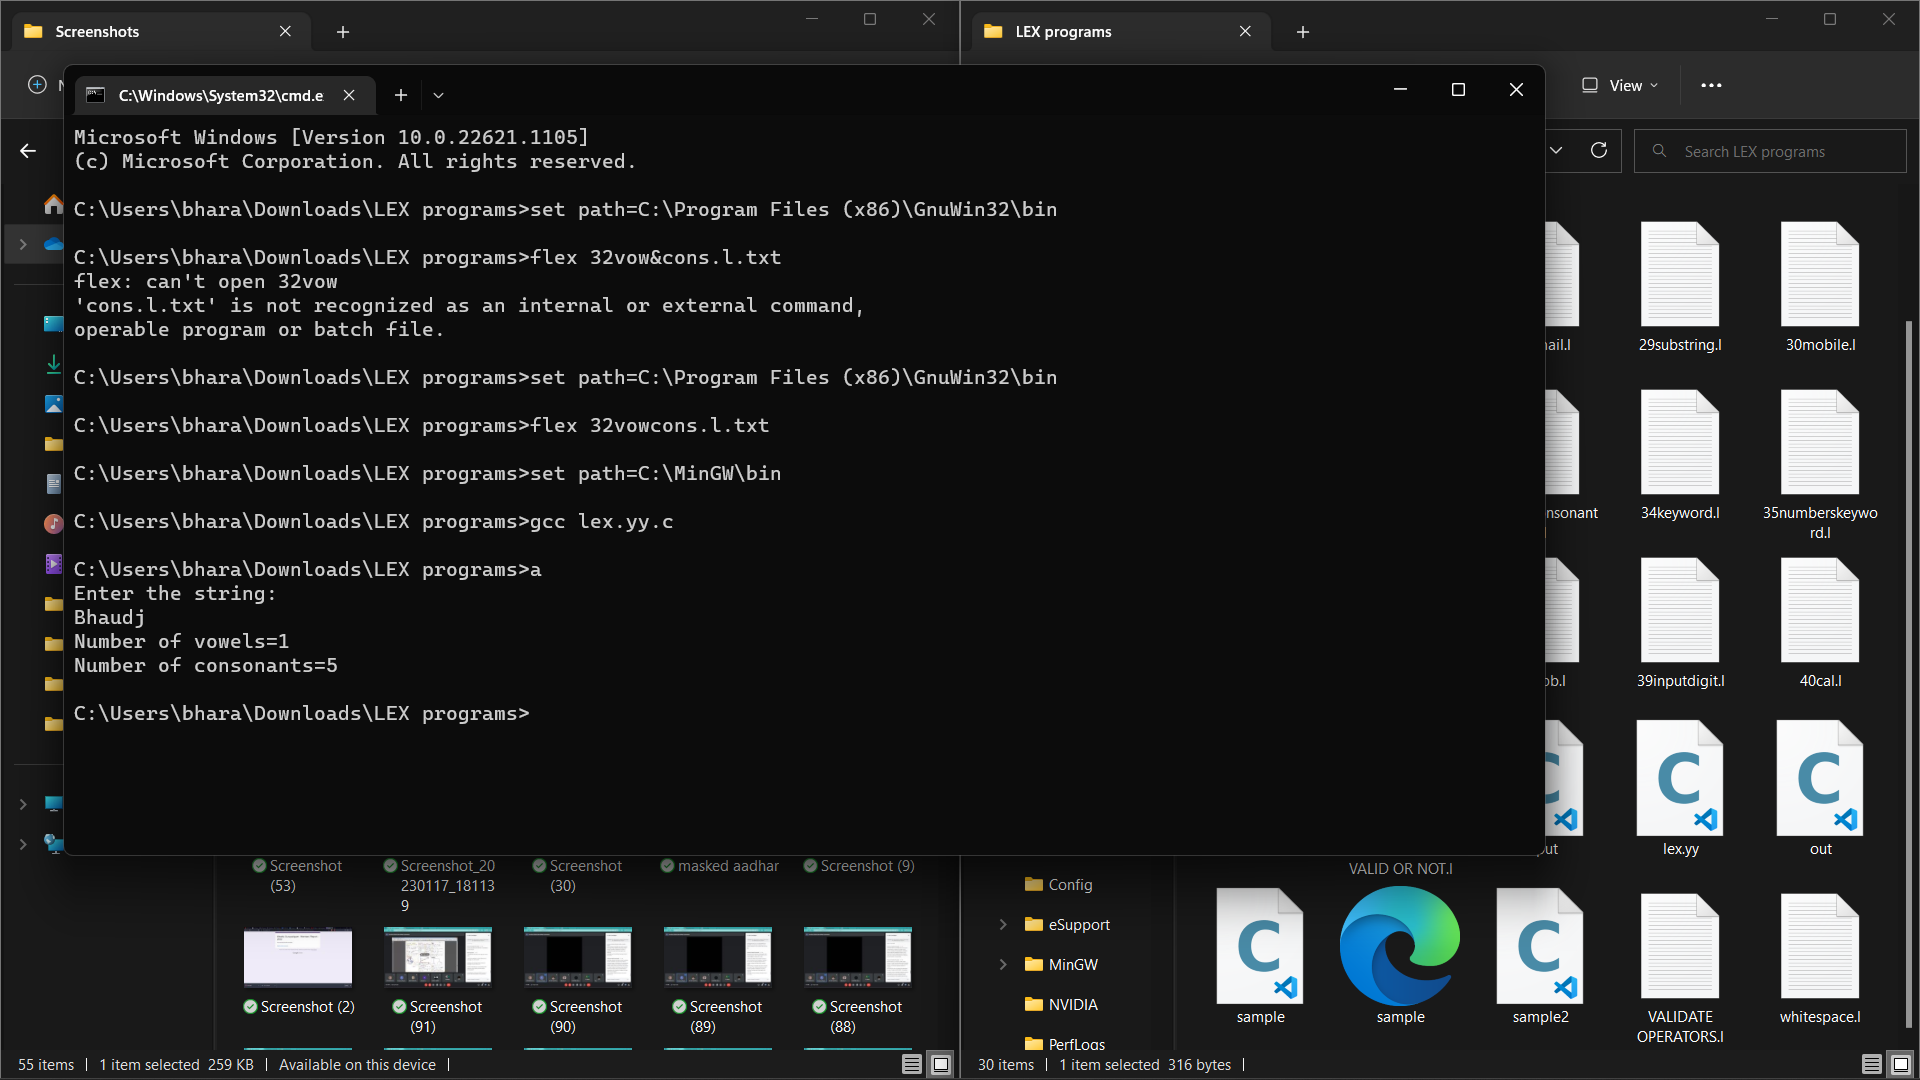 Screenshots
LEX programs
N
View
C:\Windows\System32\cmd.e
Search LEX programs
Microsoft Windows [Version 10.0.22621.1105]
(c) Microsoft Corporation. All rights reserved.
C:\Users\bhara\Downloads\LEX programs>set path=C:\Program Files (x86)\GnuWin32\bin
C:\Users\bhara\Downloads\LEX programs>flex 32vow&cons.l.txt
flex: can't open 32vow
'cons.l.txt' is not recognized as an internal or external command,
operable program or batch file.
C:\Users\bhara\Downloads\LEX programs>set path=C:\Program Files (x86)\GnuWin32\bin
C:\Users\bhara\Downloads\LEX programs>flex 32vowcons.l.txt
C:\Users\bhara\Downloads\LEX programs>set path=C:\MinGW\bin
C:\Users\bhara\Downloads\LEX programs>gcc lex.yy.c
C:\Users\bhara\Downloads\LEX programs>a
Enter the string:
Bhaudj
Number of vowels=1
Number of consonants=5
C:\Users\bhara\Downloads\LEX programs>
ail.l
29substring.l
30mobile.l
nsonant
l
34keyword.l
35numberskeywo
rd.l
ob.l
39inputdigit.l
40cal.l
ut
lex.yy
out
Screenshot
(53)
Screenshot_20
230117_18113
9
Screenshot
(30)
masked aadhar
Screenshot (9)
Screenshot (2)
Screenshot
(91)
Screenshot
(90)
Screenshot
(89)
Screenshot
(88)
Config
eSupport
MinGW
NVIDIA
PerfLogs
VALID OR NOT.l
sample
sample
sample2
VALIDATE
OPERATORS.l
whitespace.l
55 items
1 item selected 259 KB
Available on this device
30 items
1 item selected 316 bytes